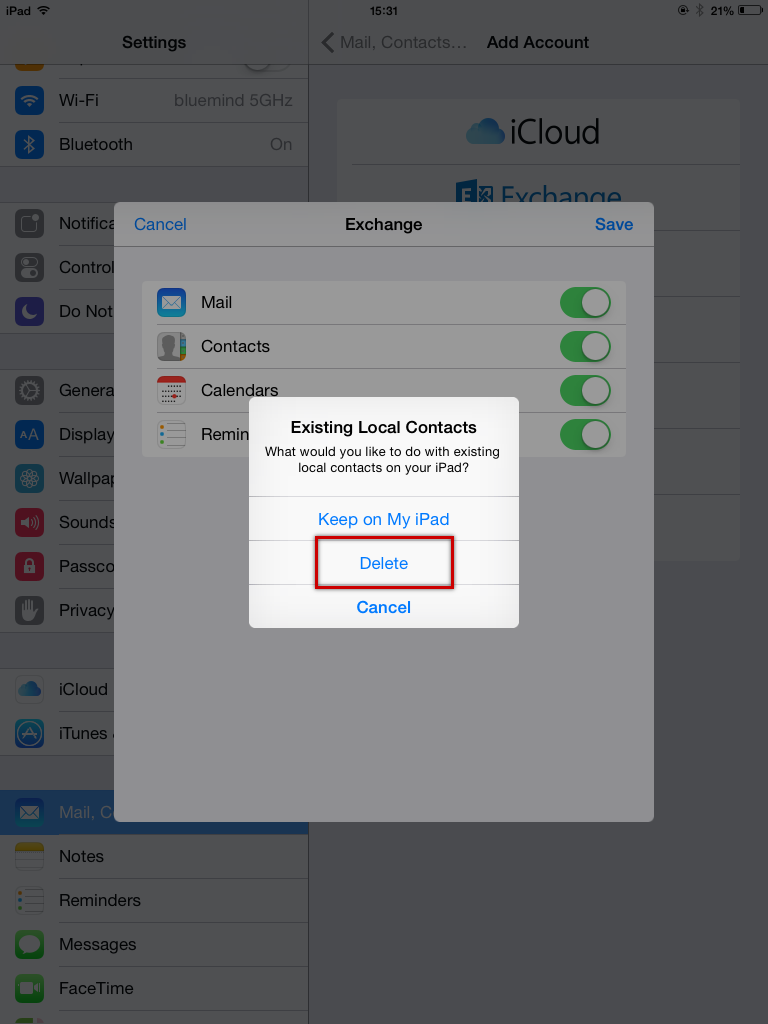 iPad
15:31
21%
Settings
Mail, Contacts...
Add Account
Wi-Fi
bluemind 5GHz
Bluetooth
On
iCloud
Exchange
Notifica
Control
Do Not
Genera
Display
Wallpap
Sounds
Passco
Privacy
iCloud
iTunes
Mail, C
Notes
Reminders
Messages
FaceTime
Cancel
Exchange
Save
Mail
Contacts
Calendars
Remin
Existing Local Contacts
What would you like to do with existing
local contacts on your iPad?
Keep on My iPad
Delete
Cancel